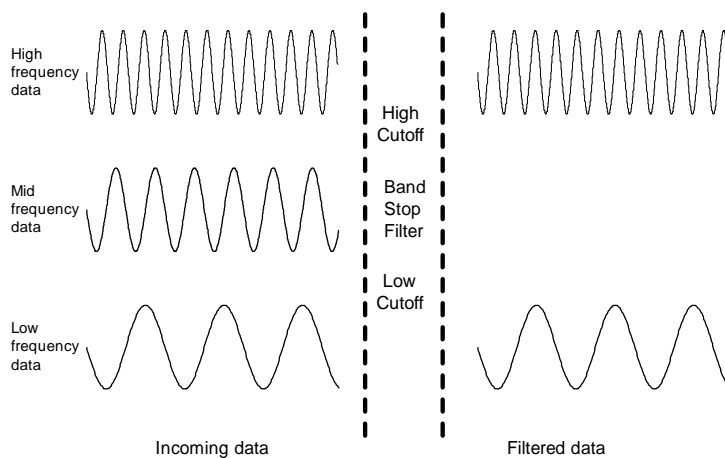 High
frequency
data
High
Cutoff
Mid
frequency
data
Band
Stop
Filter
Low
Cutoff
Low
frequency
data
Incoming data
Filtered data